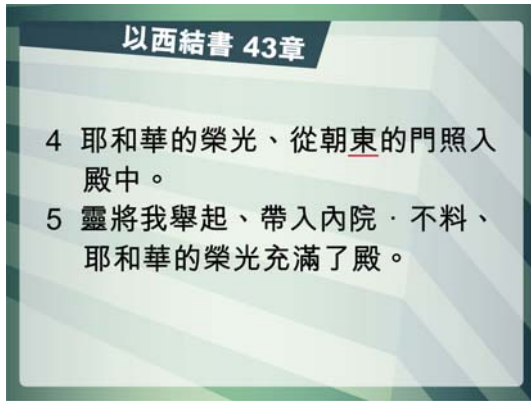 以西結書 43章
4 耶和華的榮光、從朝東的門照入
殿中。
5 靈將我舉起、帶入內院．不料、
耶和華的榮光充滿了殿。